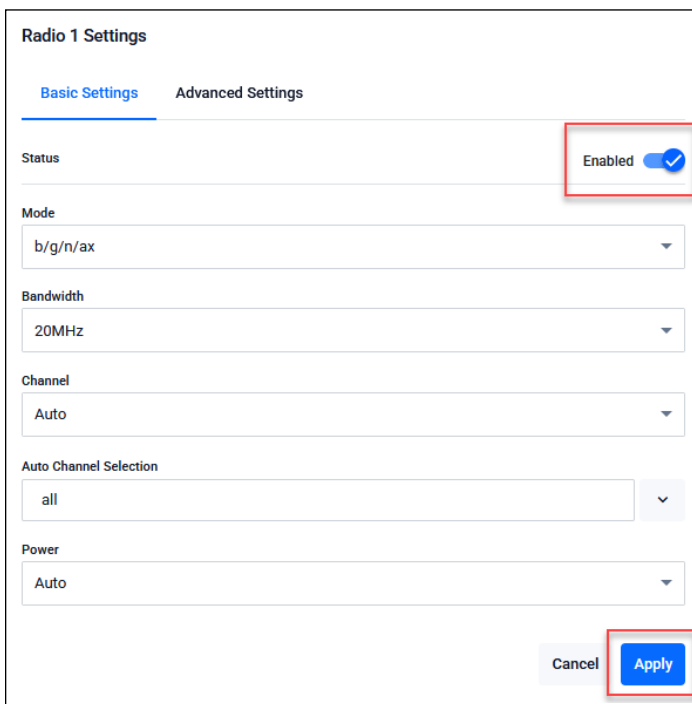 Radio 1 Settings
Basic Settings Advanced Settings
Status Enabled
Mode
b/g/n/ax
Bandwidth
20MHz
Channel
Auto
Auto Channel Selection
all
Power
Auto
Cancel Apply